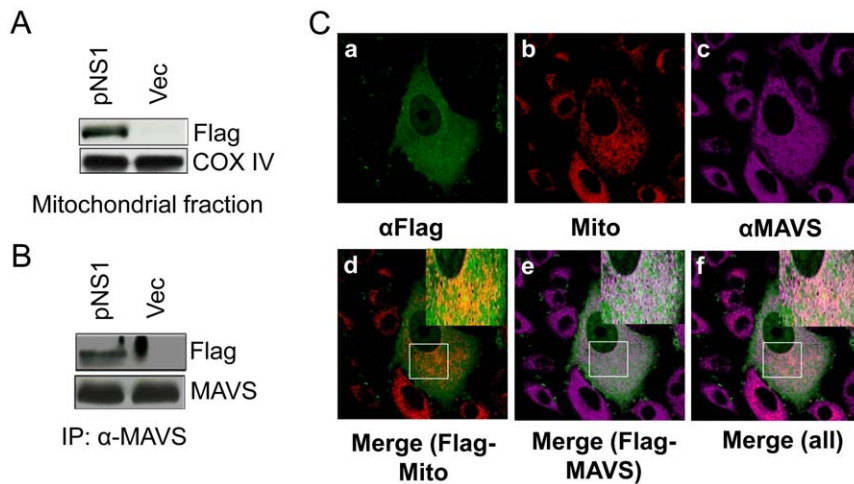 A
pNS1
Vec
Flag
COX IV
Mitochondrial fraction
B
pNS1
Vec
Flag
MAVS
IP: α-MAVS
C
a
b
c
αFlag
Mito
αMAVS
d
e
f
Merge (Flag-
Mito
Merge (Flag-
MAVS)
Merge (all)